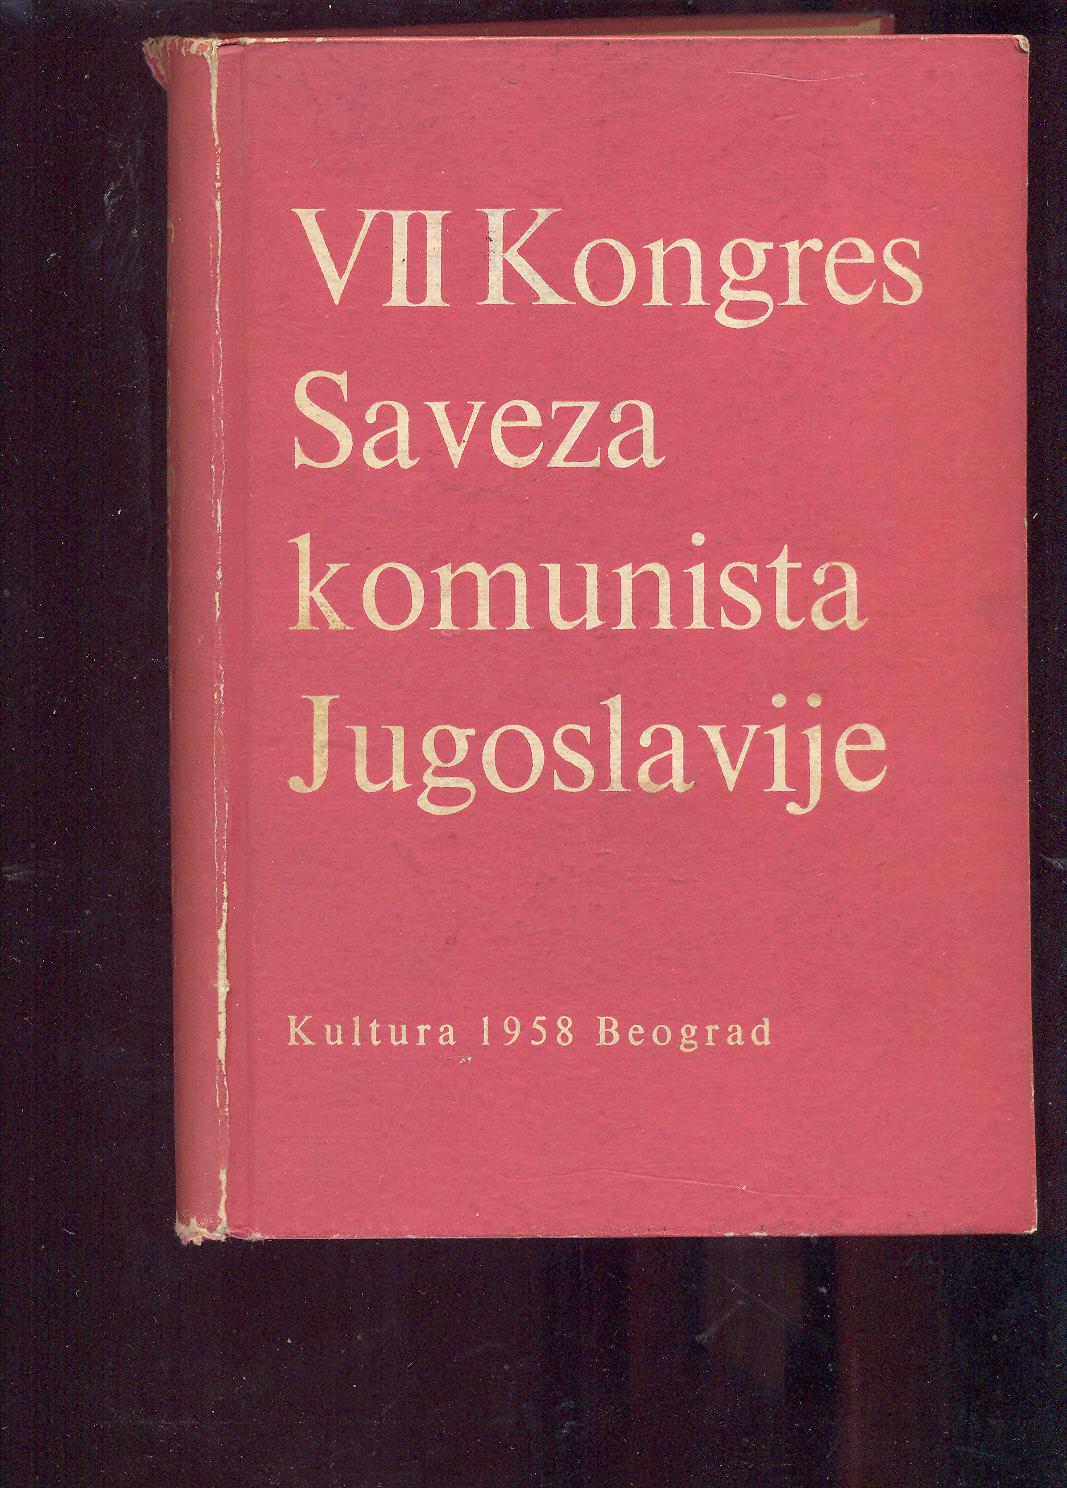 VII Kongres
Saveza
komunista
Jugoslavije
Kultura 1958 Beograd